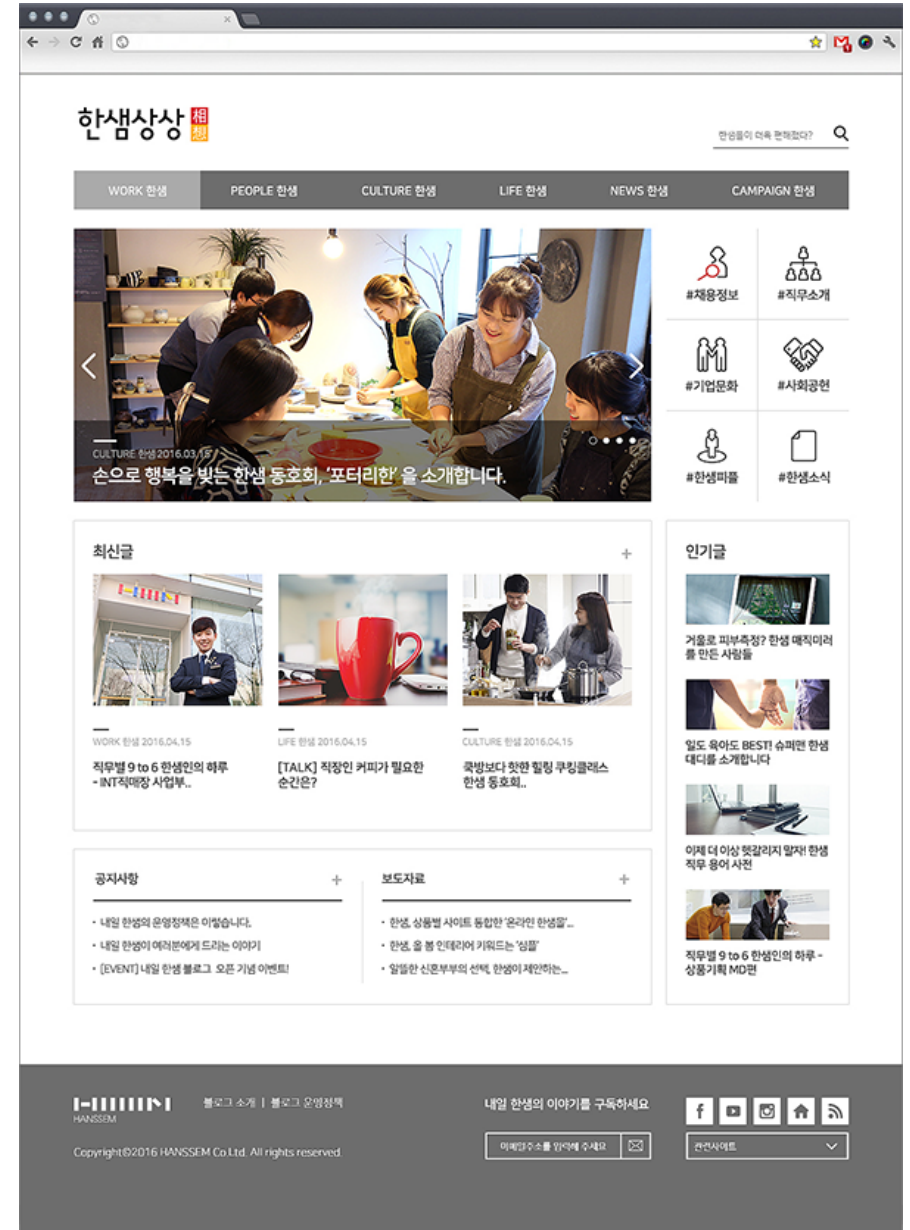 한샘상상 相想
한샘들이 더욱 편해졌다?
WORK 한샘 PEOPLE 한샘 CULTURE 한샘 LIFE 한샘 NEWS 한샘 CAMPAIGN 한샘
#채용정보 #직무소개
#기업문화 #사회공헌
#한샘피플 #한샘소식
CULTURE 한샘 2016.03.15
손으로 행복을 빚는 한샘 동호회, '포터리한' 을 소개합니다.
최신글 +
WORK 한샘 2016.04.15
직무별 9 to 6 한샘인의 하루
- INT직매장 사업부..
LIFE 한샘 2016.04.15
[TALK] 직장인 커피가 필요한
순간은?
CULTURE 한샘 2016.04.15
쿡방보다 핫한 힐링 쿠킹클래스
한샘 동호회..
인기글
거울로 피부측정? 한샘 매직미러
를 만든 사람들
일도 육아도 BEST! 슈퍼맨 한샘
대디를 소개합니다
이제 더 이상 헷갈리지 말자! 한샘
직무 용어 사전
직무별 9 to 6 한샘인의 하루 -
상품기획 MD편
공지사항 +
· 내일 한샘의 운영정책은 이렇습니다.
· 내일 한샘이 여러분에게 드리는 이야기
· [EVENT] 내일 한샘 블로그 오픈 기념 이벤트!
보도자료 +
· 한샘, 상품별 사이트 통합한 '온라인 한샘몰'...
· 한샘, 올 봄 인테리어 키워드는 '심플'
· 알뜰한 신혼부부의 선택, 한샘이 제안하는...
HANSSEM
블로그 소개 | 블로그 운영정책
Copyright©2016 HANSSEM Co.Ltd. All rights reserved.
내일 한샘의 이야기를 구독하세요
이메일주소를 입력해 주세요
관련사이트